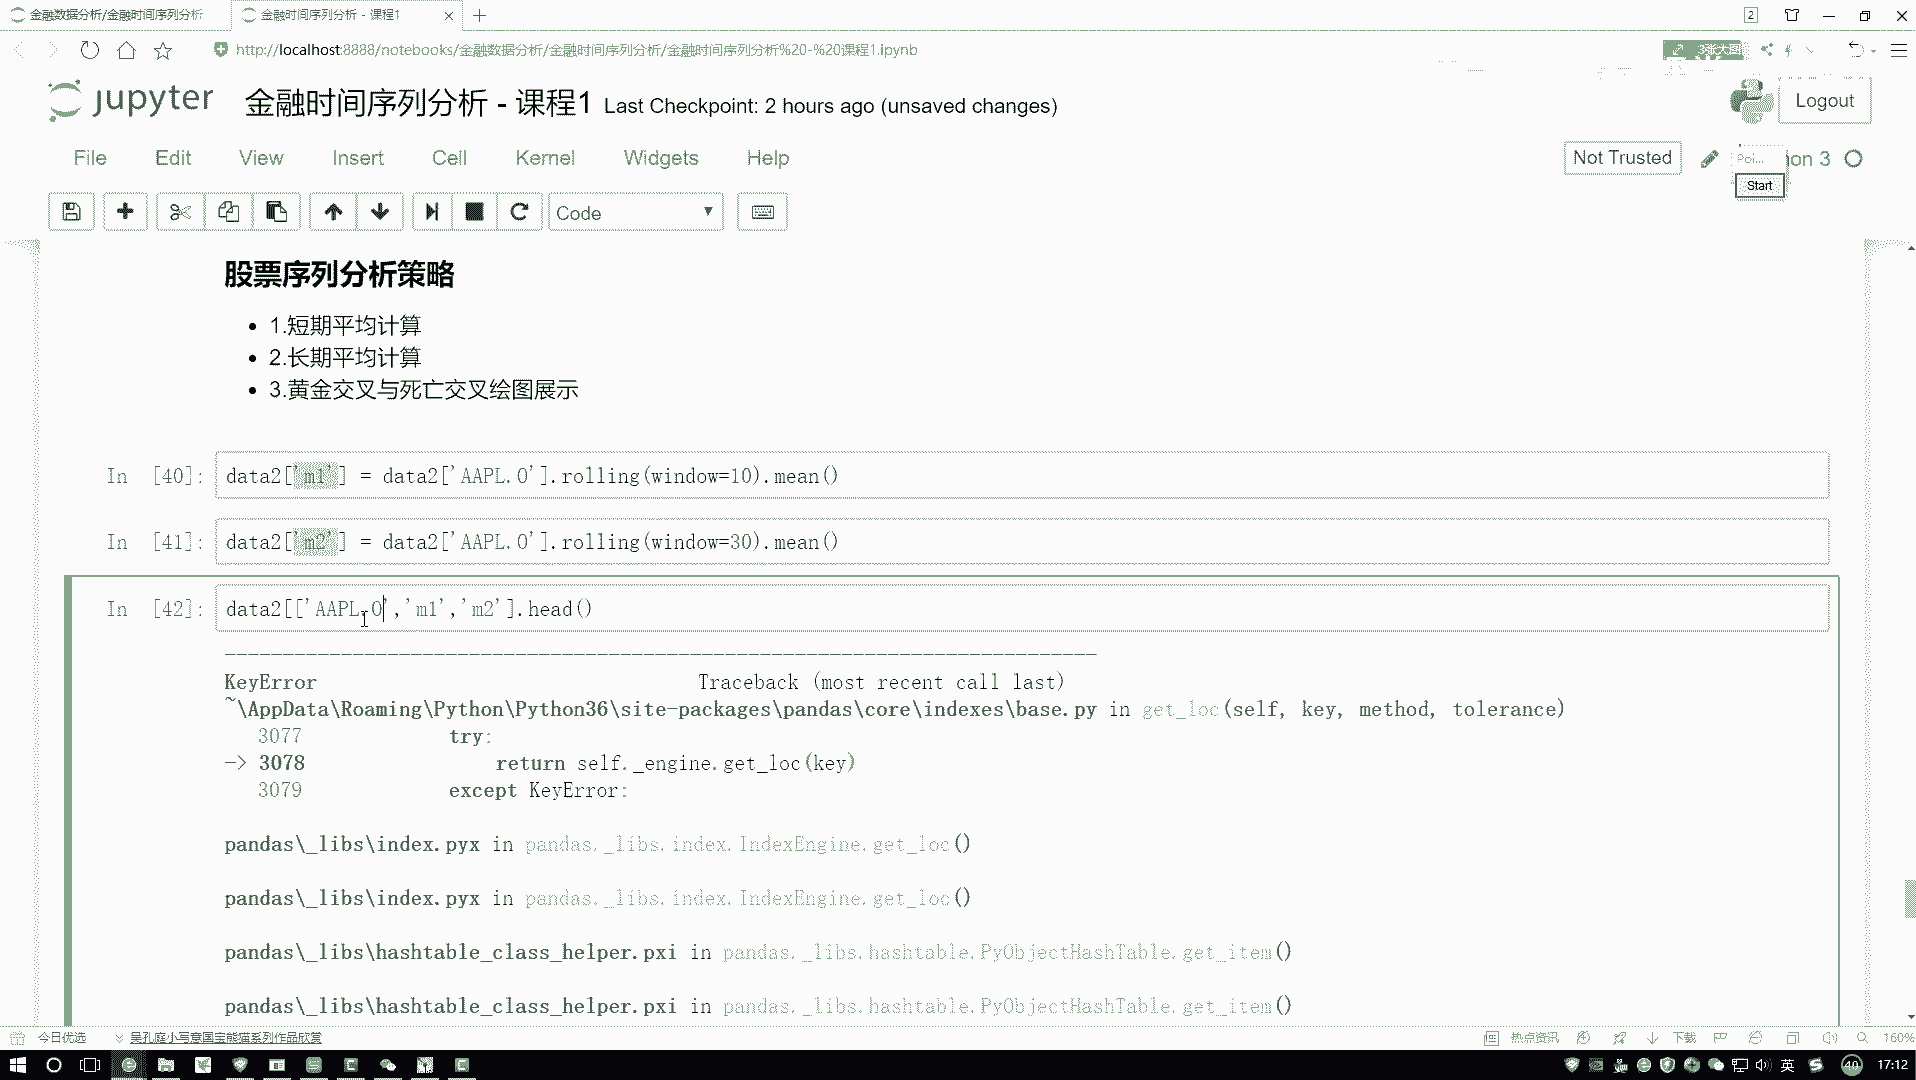 金融数据分析/金融时间序列分析
金融时间序列分析 - 课程1
2
http://localhost:8888/notebooks/金融数据分析/金融时间序列分析/金融时间序列分析%20-%20课程1.ipynb
3张大图
jupyter 金融时间序列分析 - 课程1 Last Checkpoint: 2 hours ago (unsaved changes)
Logout
File Edit View Insert Cell Kernel Widgets Help
Not Trusted
Poi...
on 3
Start
Code
股票序列分析策略
• 1.短期平均计算
• 2.长期平均计算
• 3.黄金交叉与死亡交叉绘图展示
In [40]: data2['m1'] = data2['AAPL.O'].rolling(window=10).mean()
In [41]: data2['m2'] = data2['AAPL.O'].rolling(window=30).mean()
In [42]: data2[['AAPL.O','m1','m2'].head()
---------------------------------------------------------------------------
KeyError Traceback (most recent call last)
~\AppData\Roaming\Python\Python36\site-packages\pandas\core\indexes\base.py in get_loc(self, key, method, tolerance)
3077 try:
-> 3078 return self._engine.get_loc(key)
3079 except KeyError:
pandas\_libs\index.pyx in pandas._libs.index.IndexEngine.get_loc()
pandas\_libs\index.pyx in pandas._libs.index.IndexEngine.get_loc()
pandas\_libs\hashtable_class_helper.pxi in pandas._libs.hashtable.PyObjectHashTable.get_item()
pandas\_libs\hashtable_class_helper.pxi in pandas._libs.hashtable.PyObjectHashTable.get_item()
今日优选
吴孔庭小写意国宝熊猫系列作品欣赏
热点资讯
下载
160%
英
40
17:12